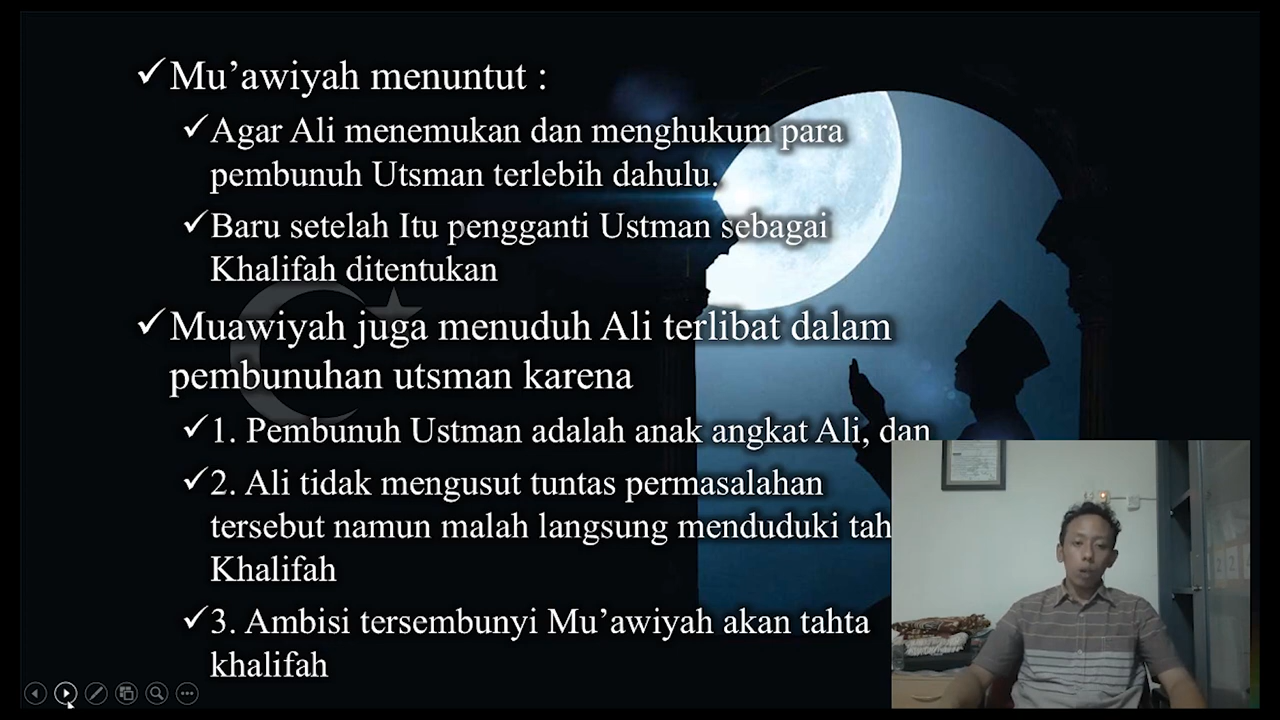 Mu’awiyah menuntut :
Agar Ali menemukan dan menghukum para
pembunuh Utsman terlebih dahulu.
Baru setelah Itu pengganti Ustman sebagai
Khalifah ditentukan
Muawiyah juga menuduh Ali terlibat dalam
pembunuhan utsman karena
1. Pembunuh Ustman adalah anak angkat Ali, dan
2. Ali tidak mengusut tuntas permasalahan
tersebut namun malah langsung menduduki tah
Khalifah
3. Ambisi tersembunyi Mu’awiyah akan tahta
khalifah